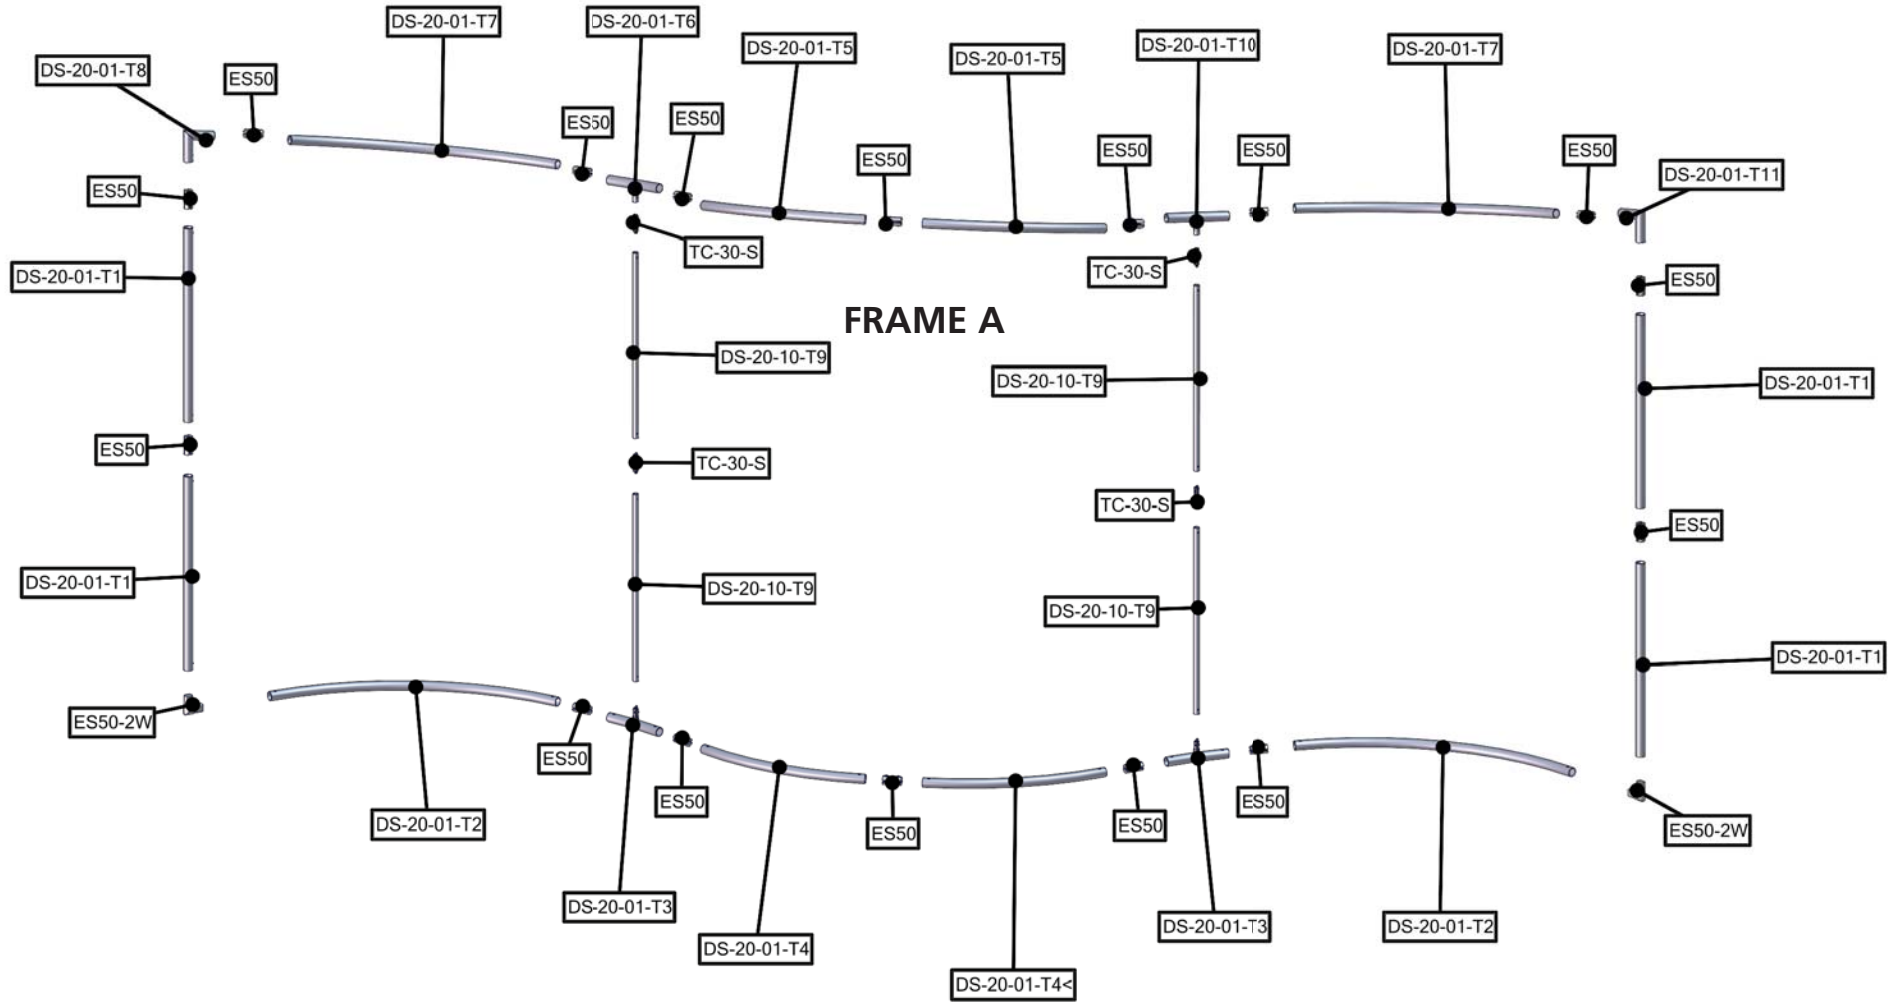 DS-20-01-T7
DS-20-01-T6
DS-20-01-T5
DS-20-01-T5
DS-20-01-T10
DS-20-01-T7
DS-20-01-T8
ES50
ES50
ES50
ES50
ES50
ES50
ES50
DS-20-01-T11
ES50
TC-30-S
TC-30-S
ES50
DS-20-01-T1
FRAME A
DS-20-10-T9
DS-20-10-T9
DS-20-01-T1
ES50
TC-30-S
TC-30-S
ES50
DS-20-01-T1
DS-20-10-T9
DS-20-10-T9
DS-20-01-T1
ES50-2W
ES50
ES50
ES50
ES50
ES50
ES50-2W
DS-20-01-T2
DS-20-01-T3
DS-20-01-T4
DS-20-01-T4<
DS-20-01-T3
DS-20-01-T2